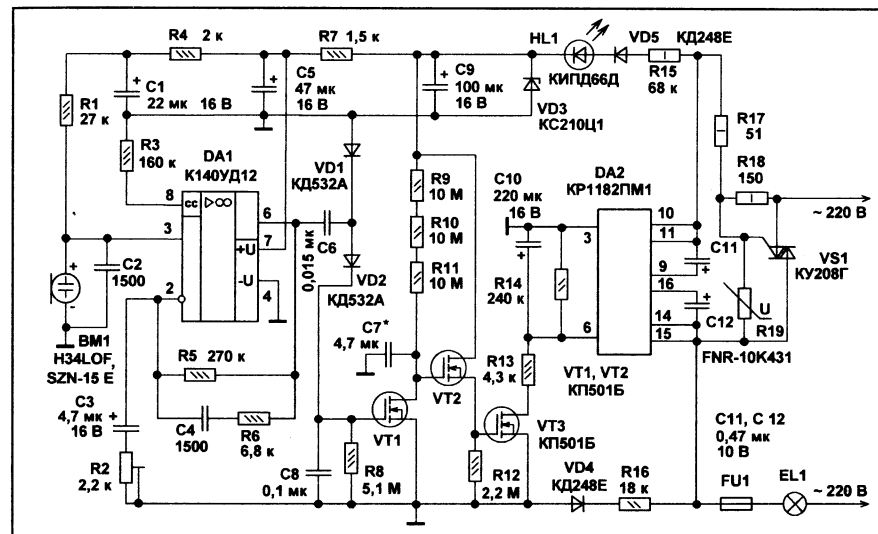 R4 2 к
R7 1,5 к
HL1
VD5
КД248Е
C1
22 мк
16 В
C5
47 мк
16 В
C9
100 мк
16 В
КИПД66Д
R15
68 к
R1
27 к
VD3
КС210Ц1
R17
51
R3
160 к
DA1
К140УД12
VD1
КД532А
R9
10 М
C10
220 мк
16 В
DA2
КР1182ПМ1
R18
150
8
cc
▷∞
6
10
~ 220 В
3
+U
7
C6
R10
10 М
3
11
C11
VS1
КУ208Г
-U
4
0,015 мк
VD2
КД532А
R11
10 М
R14
240 к
9
16
C2
1500
2
C12
U
R19
BM1
H34LOF,
SZN-15 E
C7*
4,7 мк
6
14
15
FNR-10K431
R5 270 к
VT2
R13
4,3 к
VT1, VT2
КП501Б
C3
4,7 мк
16 В
C4
1500
R6
6,8 к
VT1
VT3
КП501Б
C11, C 12
0,47 мк
10 В
R2
2,2 к
C8
0,1 мк
R8
5,1 М
R12
2,2 М
VD4
КД248Е
R16
18 к
FU1
EL1
~ 220 В